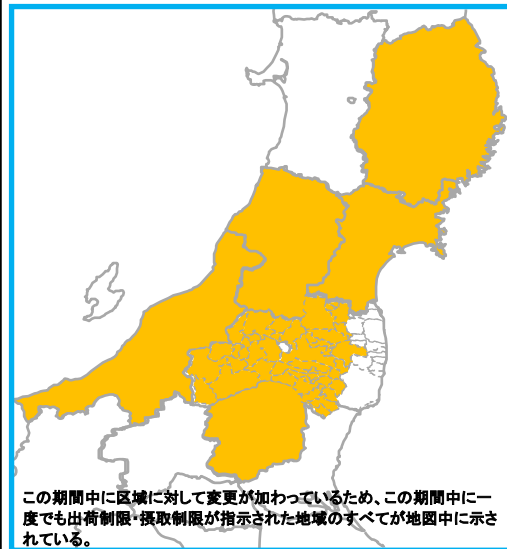 この期間中に区域に対して変更が加わっているため、この期間中に一
度でも出荷制限・摂取制限が指示された地域のすべてが地図中に示さ
れている。